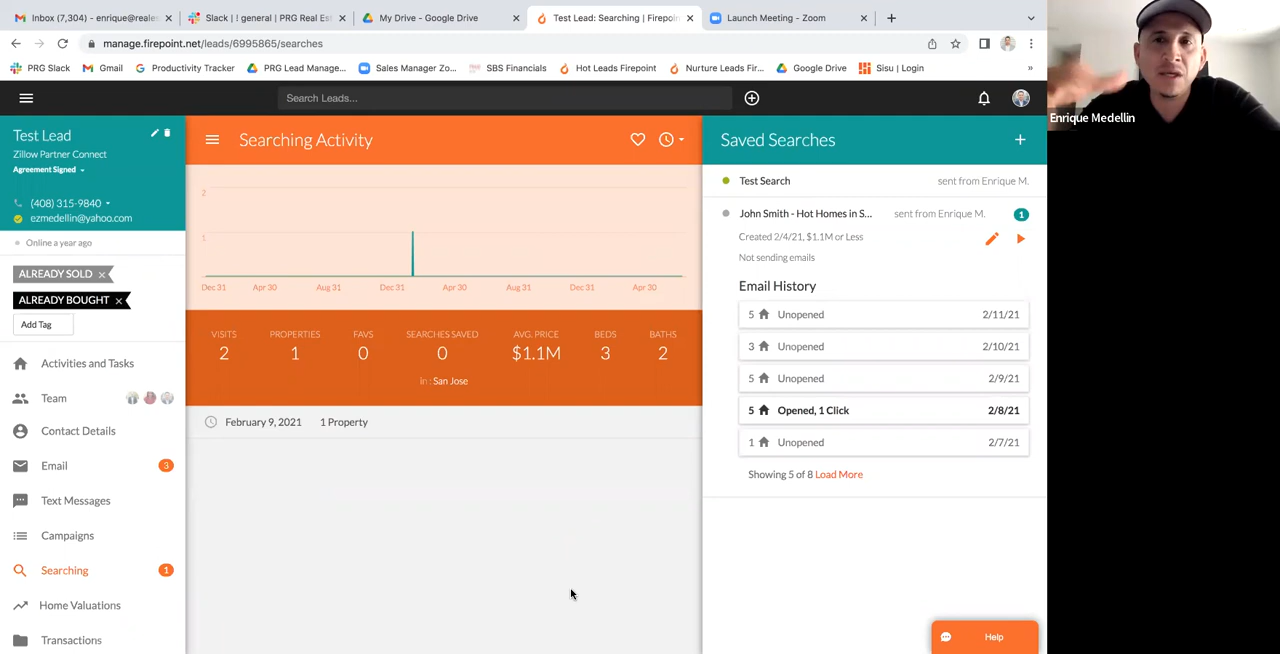 Inbox (7,304) - enrique@reales
Slack | ! general | PRG Real Es
My Drive - Google Drive
Test Lead: Searching | Firepoin
Launch Meeting - Zoom
manage.firepoint.net/leads/6995865/searches
PRG Slack
Gmail
Productivity Tracker
PRG Lead Manage...
Sales Manager Zo...
SBS Financials
Hot Leads Firepoint
Nurture Leads Fir...
Google Drive
Sisu | Login
»
Search Leads...
Enrique Medellin
Test Lead
Zillow Partner Connect
Agreement Signed
(408) 315-9840
ezmedellin@yahoo.com
Online a year ago
ALREADY SOLD ×
ALREADY BOUGHT ×
Add Tag
Activities and Tasks
Team
Contact Details
Email 3
Text Messages
Campaigns
Searching 1
Home Valuations
Transactions
Searching Activity
2
1
Dec 31 Apr 30 Aug 31 Dec 31 Apr 30 Aug 31 Dec 31 Apr 30
VISITS PROPERTIES FAVS SEARCHES SAVED AVG. PRICE BEDS BATHS
2 1 0 0 $1.1M 3 2
in: San Jose
February 9, 2021 1 Property
Saved Searches +
Test Search sent from Enrique M.
John Smith - Hot Homes in S... sent from Enrique M. 1
Created 2/4/21, $1.1M or Less
Not sending emails
Email History
5 Unopened 2/11/21
3 Unopened 2/10/21
5 Unopened 2/9/21
5 Opened, 1 Click 2/8/21
1 Unopened 2/7/21
Showing 5 of 8 Load More
Help